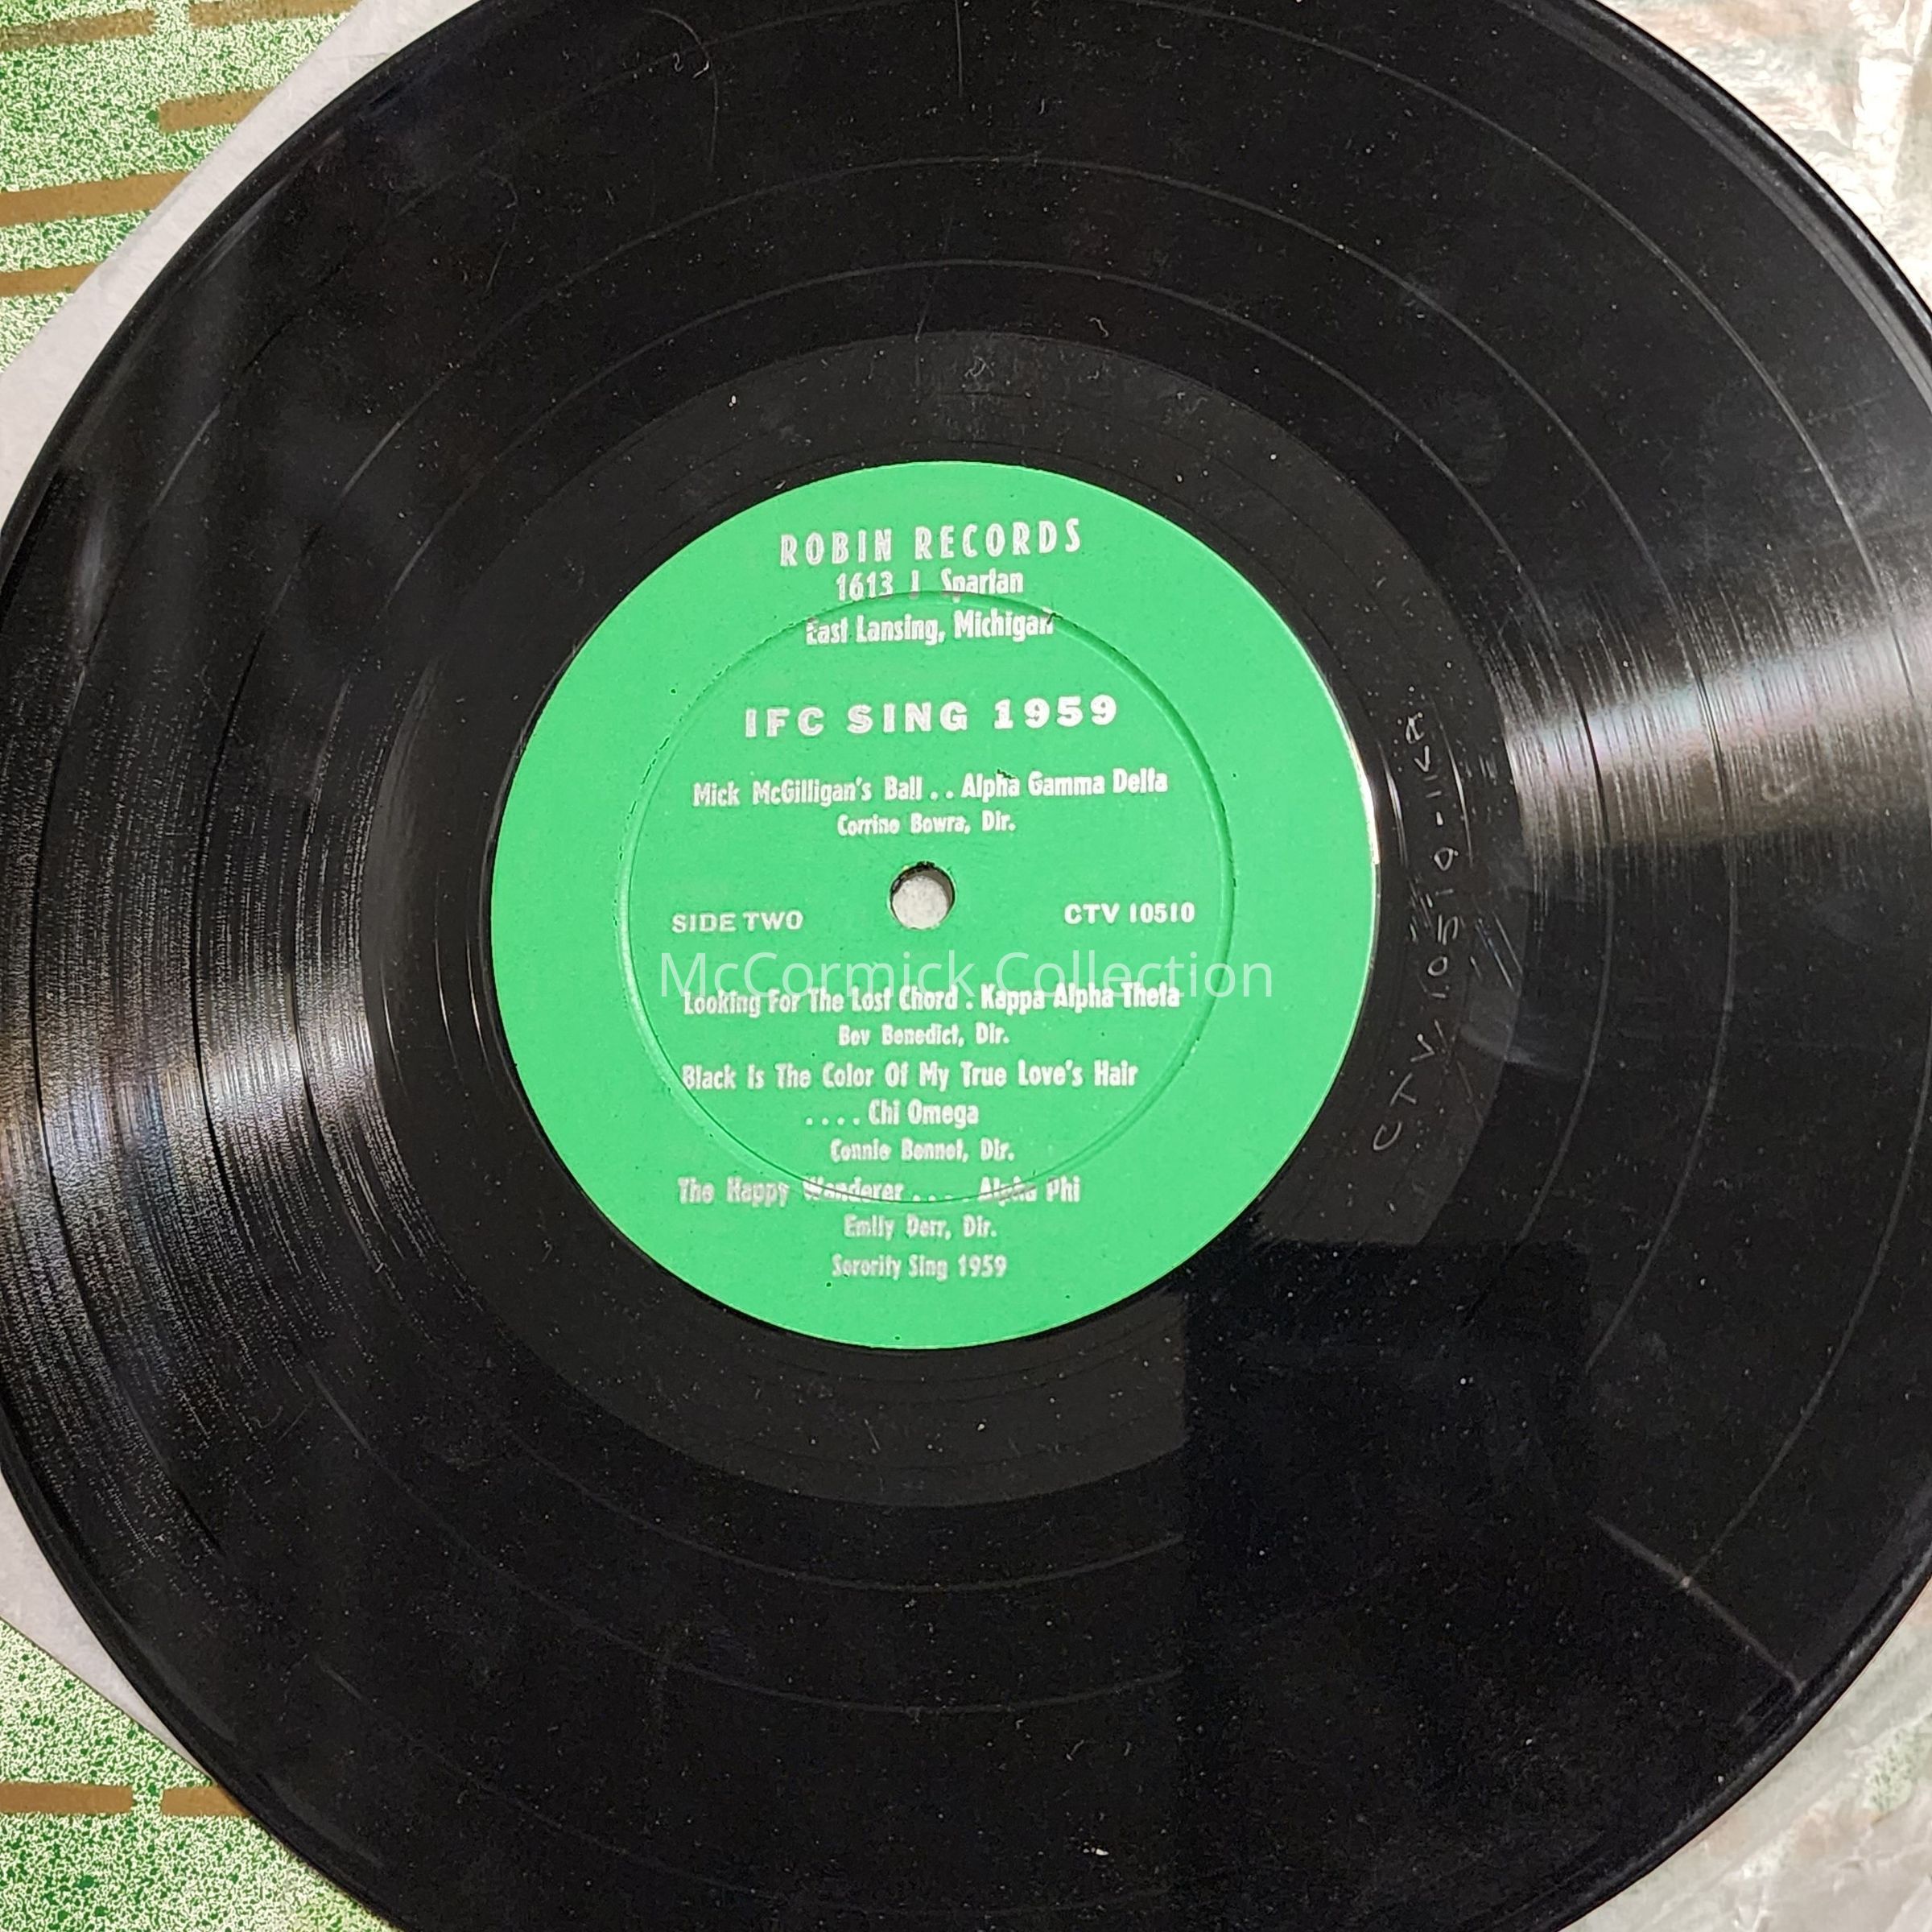 ROBIN RECORDS
1613 J Spartan
East Lansing, Michigan
IFC SING 1959
Mick McGilligan's Ball . . Alpha Gamma Delta
Corrine Bowra, Dir.
SIDE TWO CTV 10510
McCormick Collection
Looking For The Lost Chord . Kappa Alpha Theta
Bev Benedict, Dir.
Black Is The Color Of My True Love's Hair
. . . . Chi Omega
Connie Bennet, Dir.
The Happy Wanderer . . . . Alpha Phi
Emily Derr, Dir.
Sorority Sing 1959